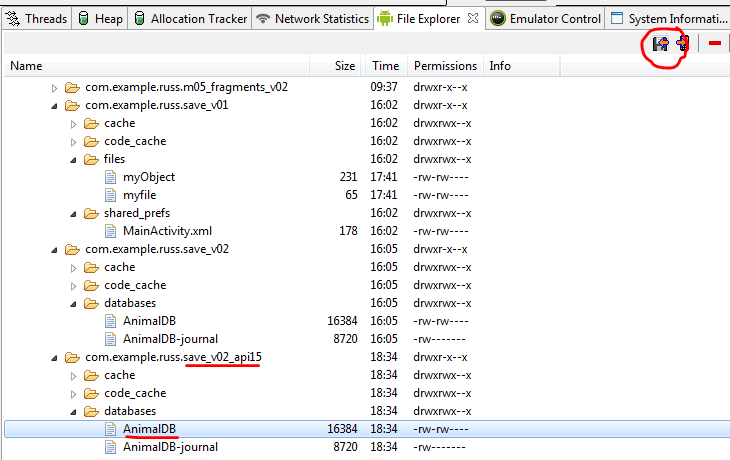 Threads Heap Allocation Tracker Network Statistics File Explorer Emulator Control System Informati...
Name Size Time Permissions Info
com.example.russ.m05_fragments_v02 09:37 drwxr-x--x
com.example.russ.save_v01 16:02 drwxr-x--x
cache 16:02 drwxrwx--x
code_cache 16:02 drwxrwx--x
files 16:02 drwxrwx--x
myObject 231 17:41 -rw-rw----
myfile 65 17:41 -rw-rw----
shared_prefs 16:02 drwxrwx--x
MainActivity.xml 178 16:02 -rw-rw----
com.example.russ.save_v02 16:05 drwxr-x--x
cache 16:05 drwxrwx--x
code_cache 16:05 drwxrwx--x
databases 16:05 drwxrwx--x
AnimalDB 16384 16:05 -rw-rw----
AnimalDB-journal 8720 16:05 -rw-------
com.example.russ.save_v02_api15 18:34 drwxr-x--x
cache 18:34 drwxrwx--x
code_cache 18:34 drwxrwx--x
databases 18:34 drwxrwx--x
AnimalDB 16384 18:34 -rw-rw----
AnimalDB-journal 8720 18:34 -rw-------